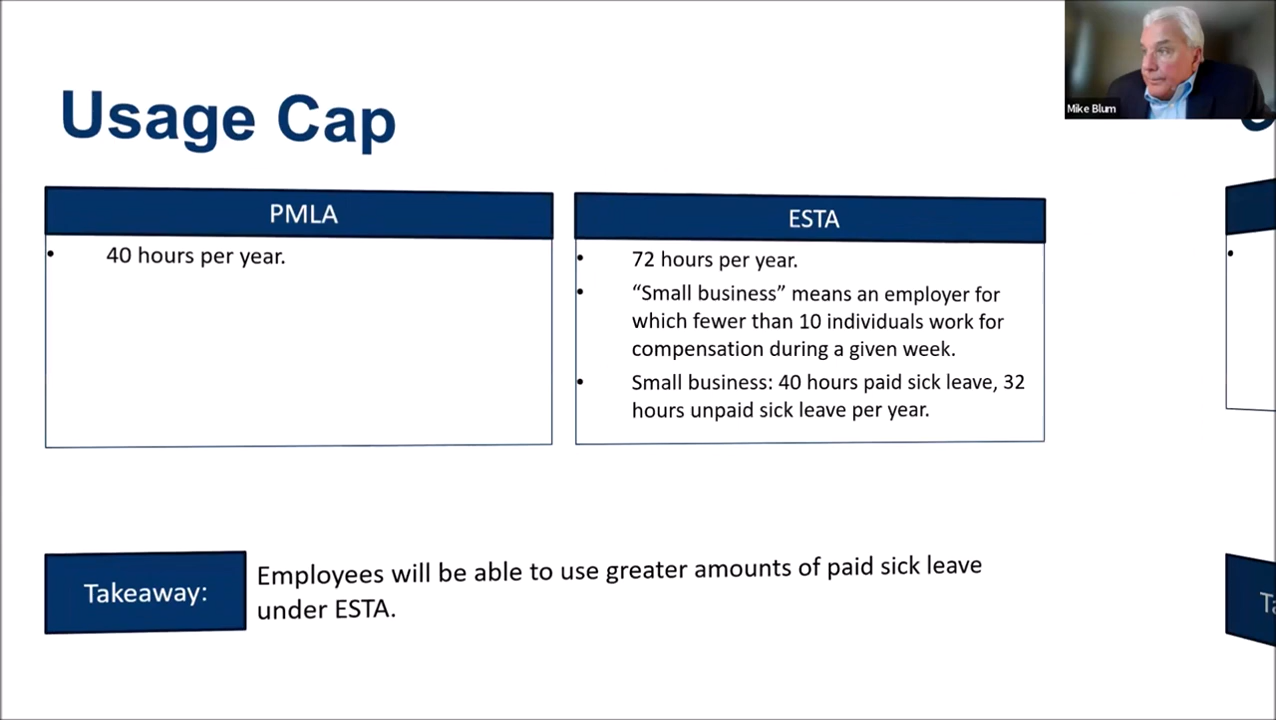 Usage Cap
Mike Blum
PMLA
• 40 hours per year.
ESTA
• 72 hours per year.
• “Small business” means an employer for
which fewer than 10 individuals work for
compensation during a given week.
• Small business: 40 hours paid sick leave, 32
hours unpaid sick leave per year.
Takeaway:
Employees will be able to use greater amounts of paid sick leave
under ESTA.